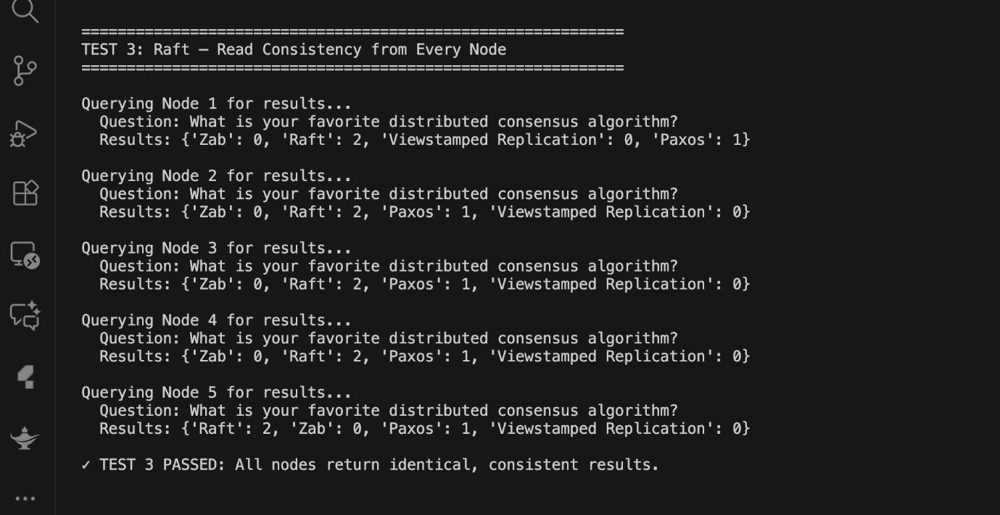 ============================================================
TEST 3: Raft — Read Consistency from Every Node
============================================================
Querying Node 1 for results...
Question: What is your favorite distributed consensus algorithm?
Results: {'Zab': 0, 'Raft': 2, 'Viewstamped Replication': 0, 'Paxos': 1}
Querying Node 2 for results...
Question: What is your favorite distributed consensus algorithm?
Results: {'Zab': 0, 'Raft': 2, 'Paxos': 1, 'Viewstamped Replication': 0}
Querying Node 3 for results...
Question: What is your favorite distributed consensus algorithm?
Results: {'Zab': 0, 'Raft': 2, 'Paxos': 1, 'Viewstamped Replication': 0}
Querying Node 4 for results...
Question: What is your favorite distributed consensus algorithm?
Results: {'Zab': 0, 'Raft': 2, 'Paxos': 1, 'Viewstamped Replication': 0}
Querying Node 5 for results...
Question: What is your favorite distributed consensus algorithm?
Results: {'Raft': 2, 'Zab': 0, 'Paxos': 1, 'Viewstamped Replication': 0}
✓ TEST 3 PASSED: All nodes return identical, consistent results.